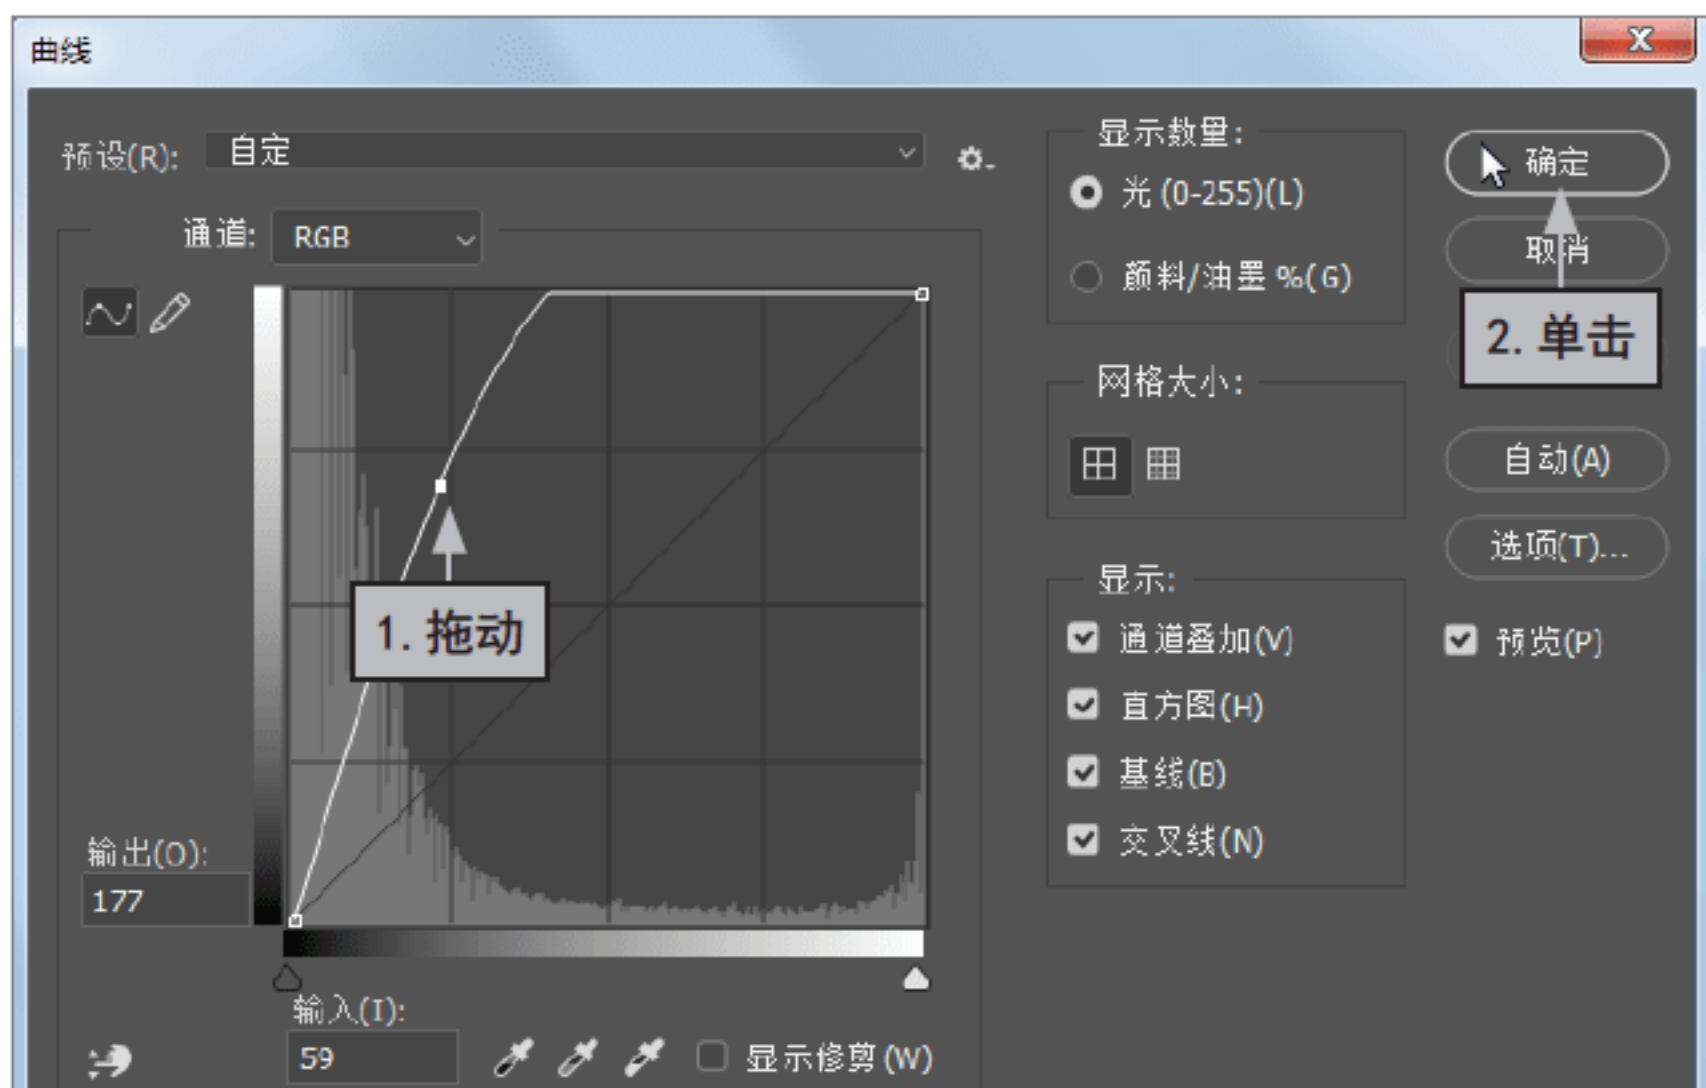 曲线
预设(R): 自定
通道: RGB
输出(O):
177
输入(I):
59
显示修剪(W)
显示数量:
光 (0-255)(L)
颜料/油墨 %(G)
网格大小:
显示:
通道叠加(V)
直方图(H)
基线(B)
交叉线(N)
确定
取消
自动(A)
选项(T)...
预览(P)
1. 拖动
2. 单击